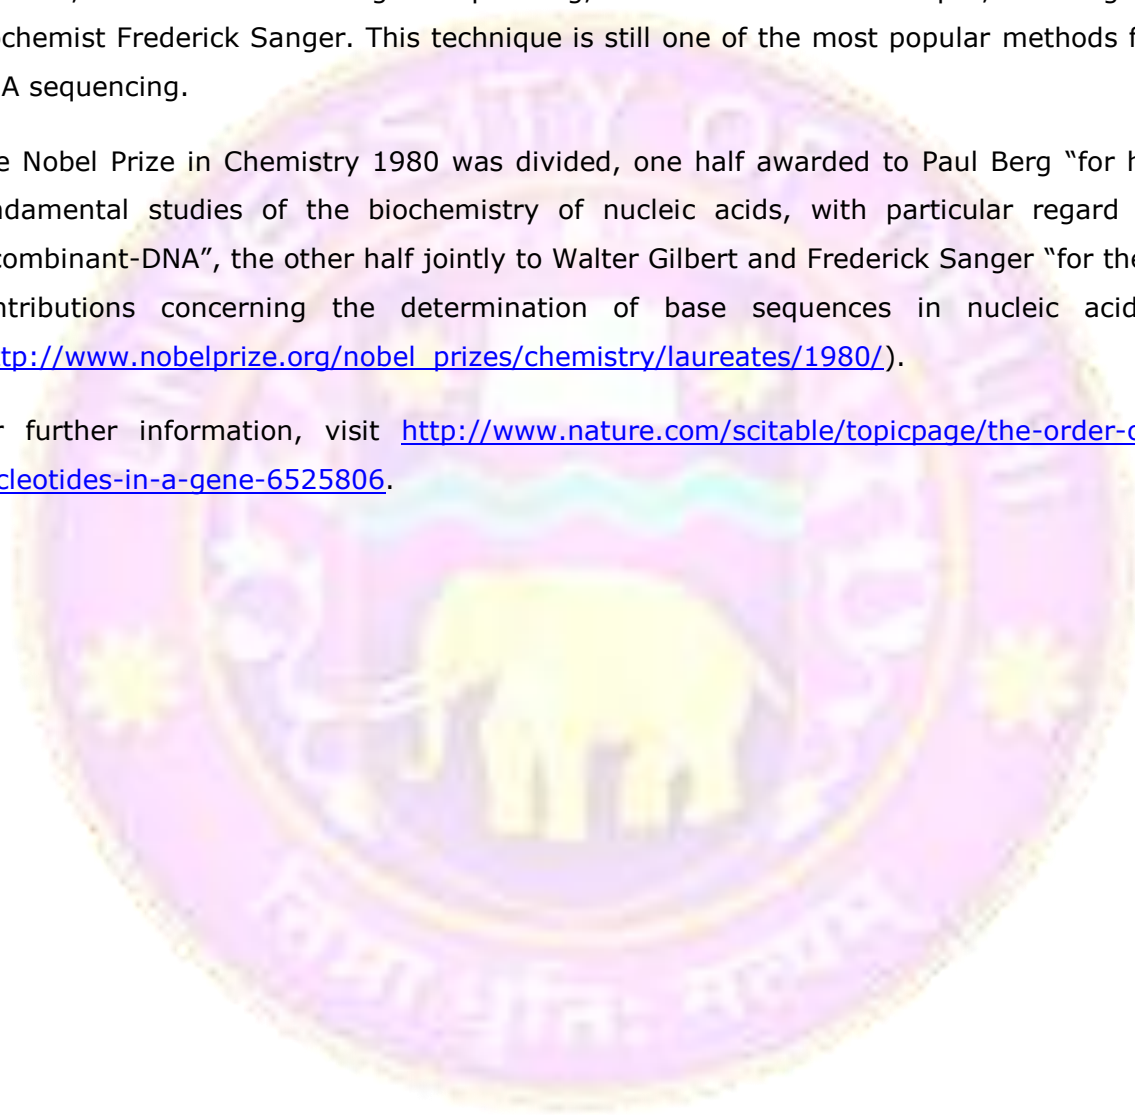 ochemist Frederick Sanger. This technique is still one of the most popular methods f
A sequencing.
e Nobel Prize in Chemistry 1980 was divided, one half awarded to Paul Berg “for h
ndamental studies of the biochemistry of nucleic acids, with particular regard
combinant-DNA”, the other half jointly to Walter Gilbert and Frederick Sanger “for the
ntributions concerning the determination of base sequences in nucleic acid
tp://www.nobelprize.org/nobel_prizes/chemistry/laureates/1980/).
r further information, visit http://www.nature.com/scitable/topicpage/the-order-o
cleotides-in-a-gene-6525806.
UNIVERSITY OF DELHI